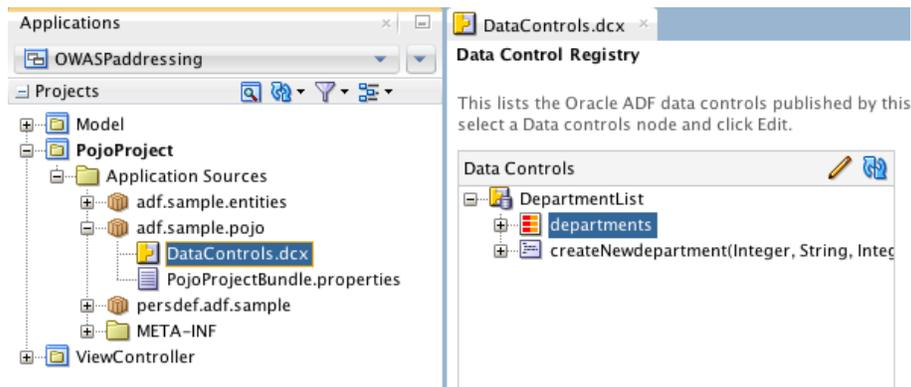 Applications
OWASPaddressing
Projects
Model
PojoProject
Application Sources
adf.sample.entities
adf.sample.pojo
DataControls.dcx
PojoProjectBundle.properties
persdef.adf.sample
META-INF
ViewController
DataControls.dcx
Data Control Registry
This lists the Oracle ADF data controls published by this
select a Data controls node and click Edit.
Data Controls
DepartmentList
departments
createNewdepartment(Integer, String, Integ